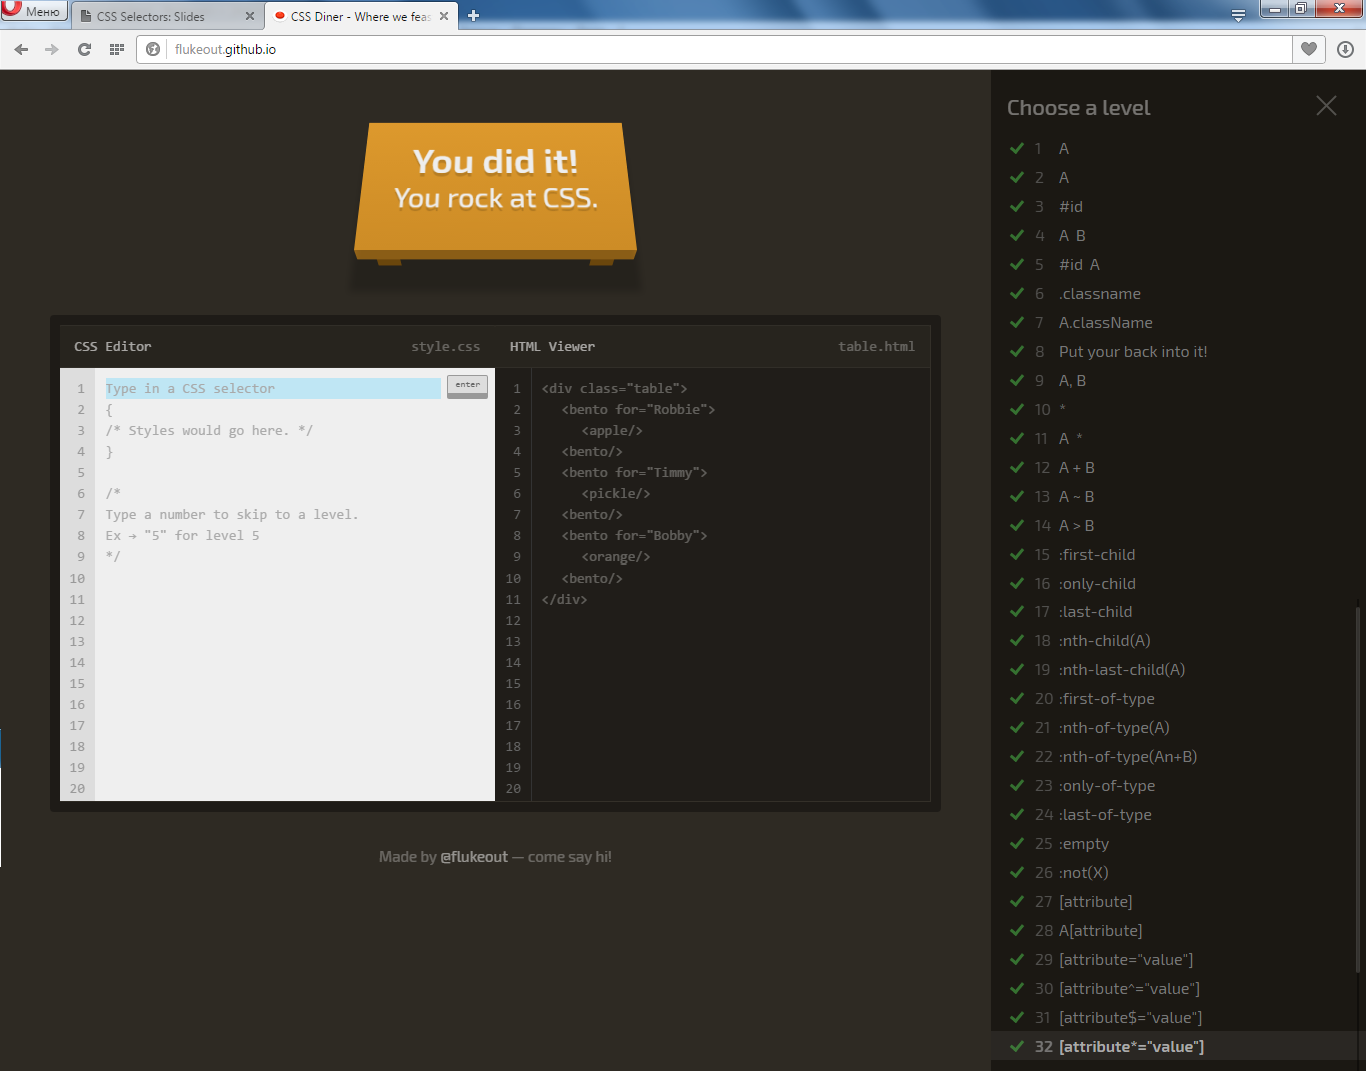 Меню
CSS Selectors: Slides
CSS Diner - Where we feas
flukeout.github.io
You did it!
You rock at CSS.
CSS Editor
style.css
HTML Viewer
table.html
1 Type in a CSS selector
enter
2 {
3 /* Styles would go here. */
4 }
5
6 /*
7 Type a number to skip to a level.
8 Ex → "5" for level 5
9 */
10
11
12
13
14
15
16
17
18
19
20
1 <div class="table">
2 <bento for="Robbie">
3 <apple/>
4 <bento/>
5 <bento for="Timmy">
6 <pickle/>
7 <bento/>
8 <bento for="Bobby">
9 <orange/>
10 <bento/>
11 </div>
12
13
14
15
16
17
18
19
20
Made by @flukeout — come say hi!
Choose a level
1 A
2 A
3 #id
4 A B
5 #id A
6 .classname
7 A.className
8 Put your back into it!
9 A, B
10 *
11 A *
12 A + B
13 A ~ B
14 A > B
15 :first-child
16 :only-child
17 :last-child
18 :nth-child(A)
19 :nth-last-child(A)
20 :first-of-type
21 :nth-of-type(A)
22 :nth-of-type(An+B)
23 :only-of-type
24 :last-of-type
25 :empty
26 :not(X)
27 [attribute]
28 A[attribute]
29 [attribute="value"]
30 [attribute^="value"]
31 [attribute$="value"]
32 [attribute*="value"]